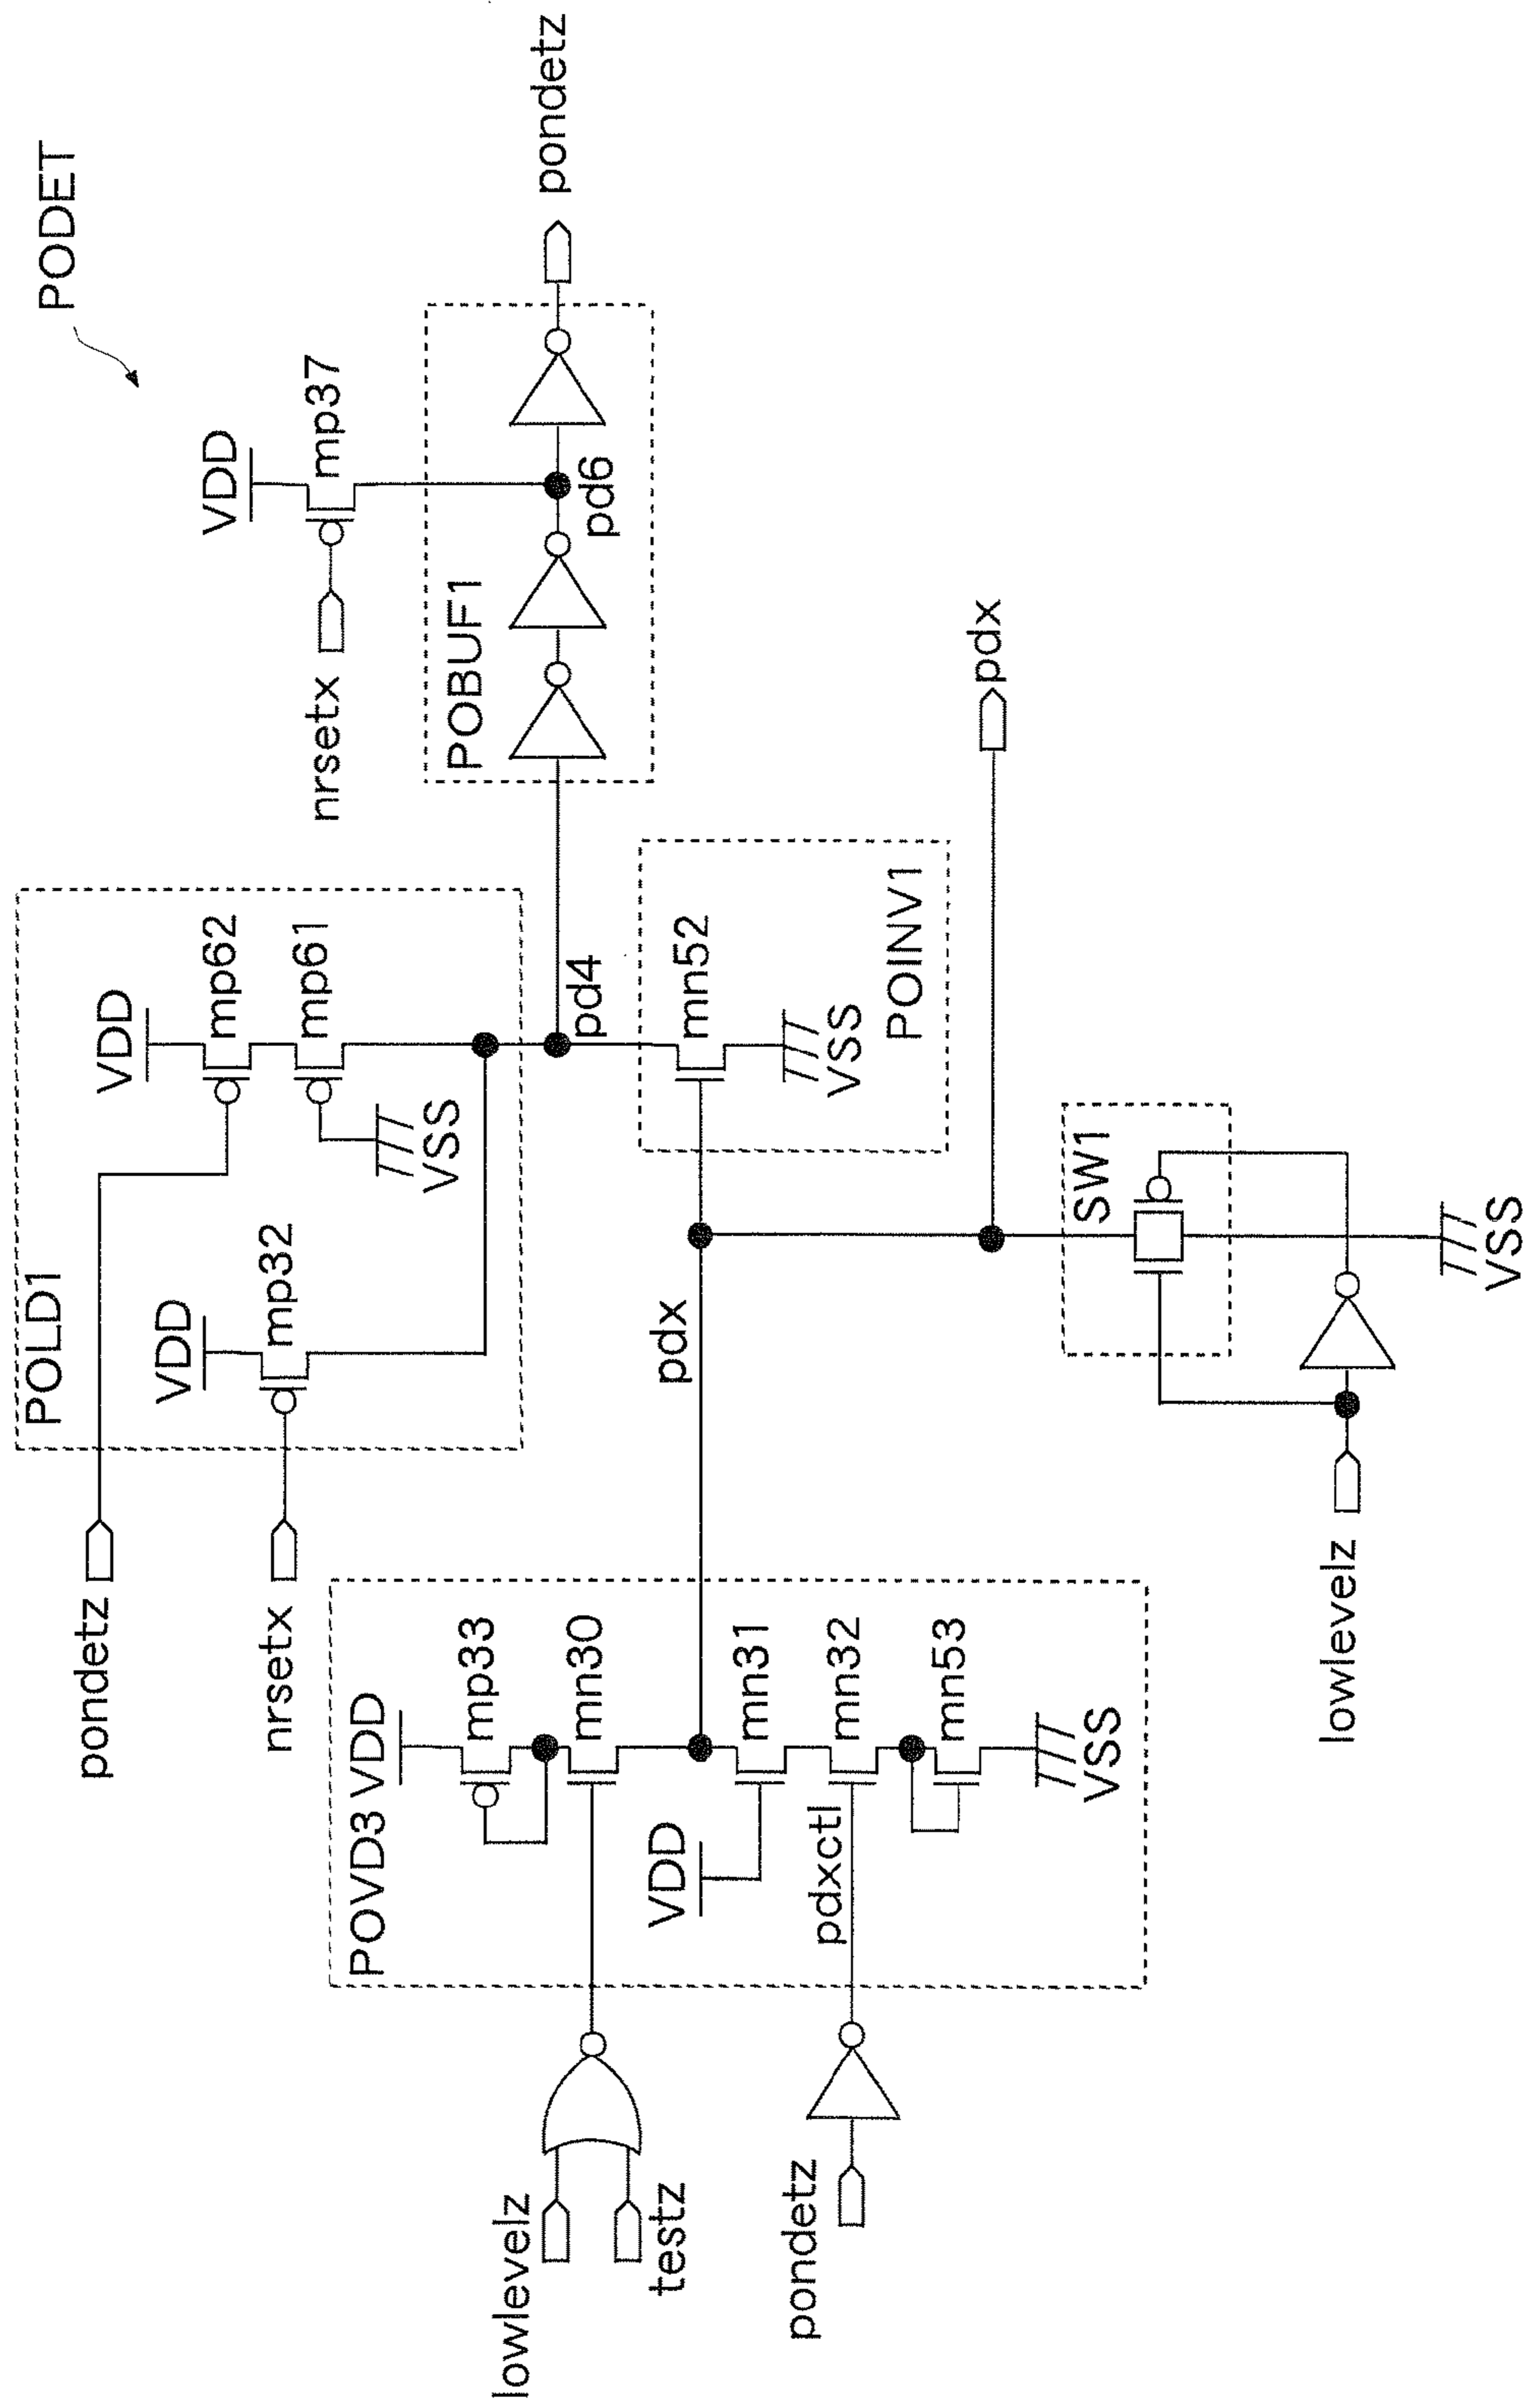 PODET
POLD1
pondetz
VDD
mp62
mp61
VSS
nrsetx
VDD
mp32
nrsetx
VDD
mp37
POBUF1
pd6
pondetz
pd4
mn52
VSS
POINV1
pdx
pdx
POVD3
VDD
mp33
mn30
VDD
mn31
pdxctl
mn32
mn53
VSS
lowlevelz
testz
pondetz
SW1
VSS
lowlevelz